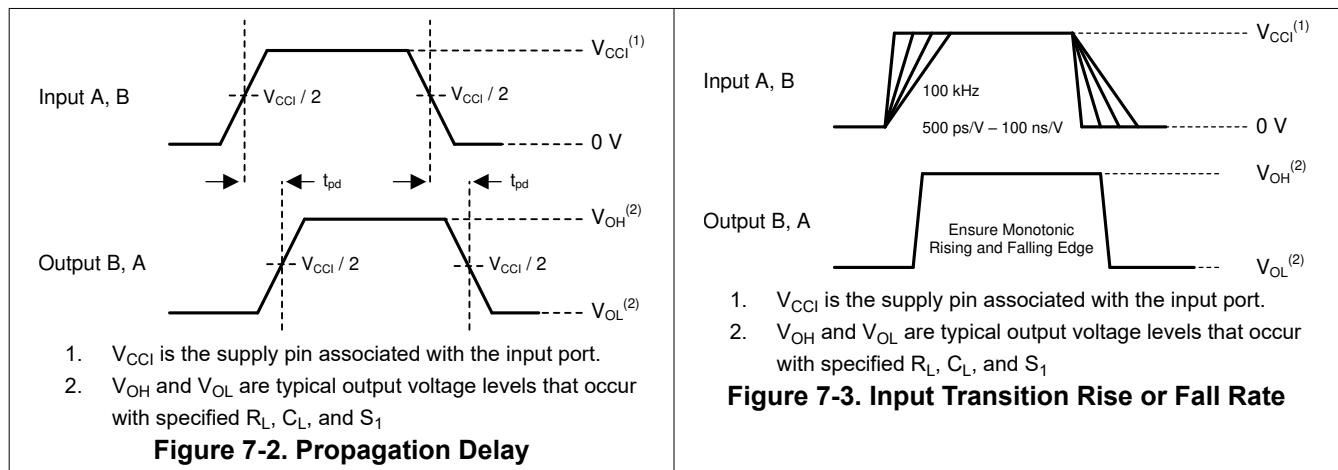 V_CCI(1)
Input A, B
V_CCI / 2
V_CCI / 2
0 V
t_pd
t_pd
V_OH(2)
Output B, A
V_CCI / 2
V_CCI / 2
V_OL(2)
1. V_CCI is the supply pin associated with the input port.
2. V_OH and V_OL are typical output voltage levels that occur
with specified R_L, C_L, and S_1
Figure 7-2. Propagation Delay
V_CCI(1)
Input A, B
100 kHz
500 ps/V – 100 ns/V
0 V
V_OH(2)
Output B, A
Ensure Monotonic
Rising and Falling Edge
V_OL(2)
1. V_CCI is the supply pin associated with the input port.
2. V_OH and V_OL are typical output voltage levels that occur
with specified R_L, C_L, and S_1
Figure 7-3. Input Transition Rise or Fall Rate